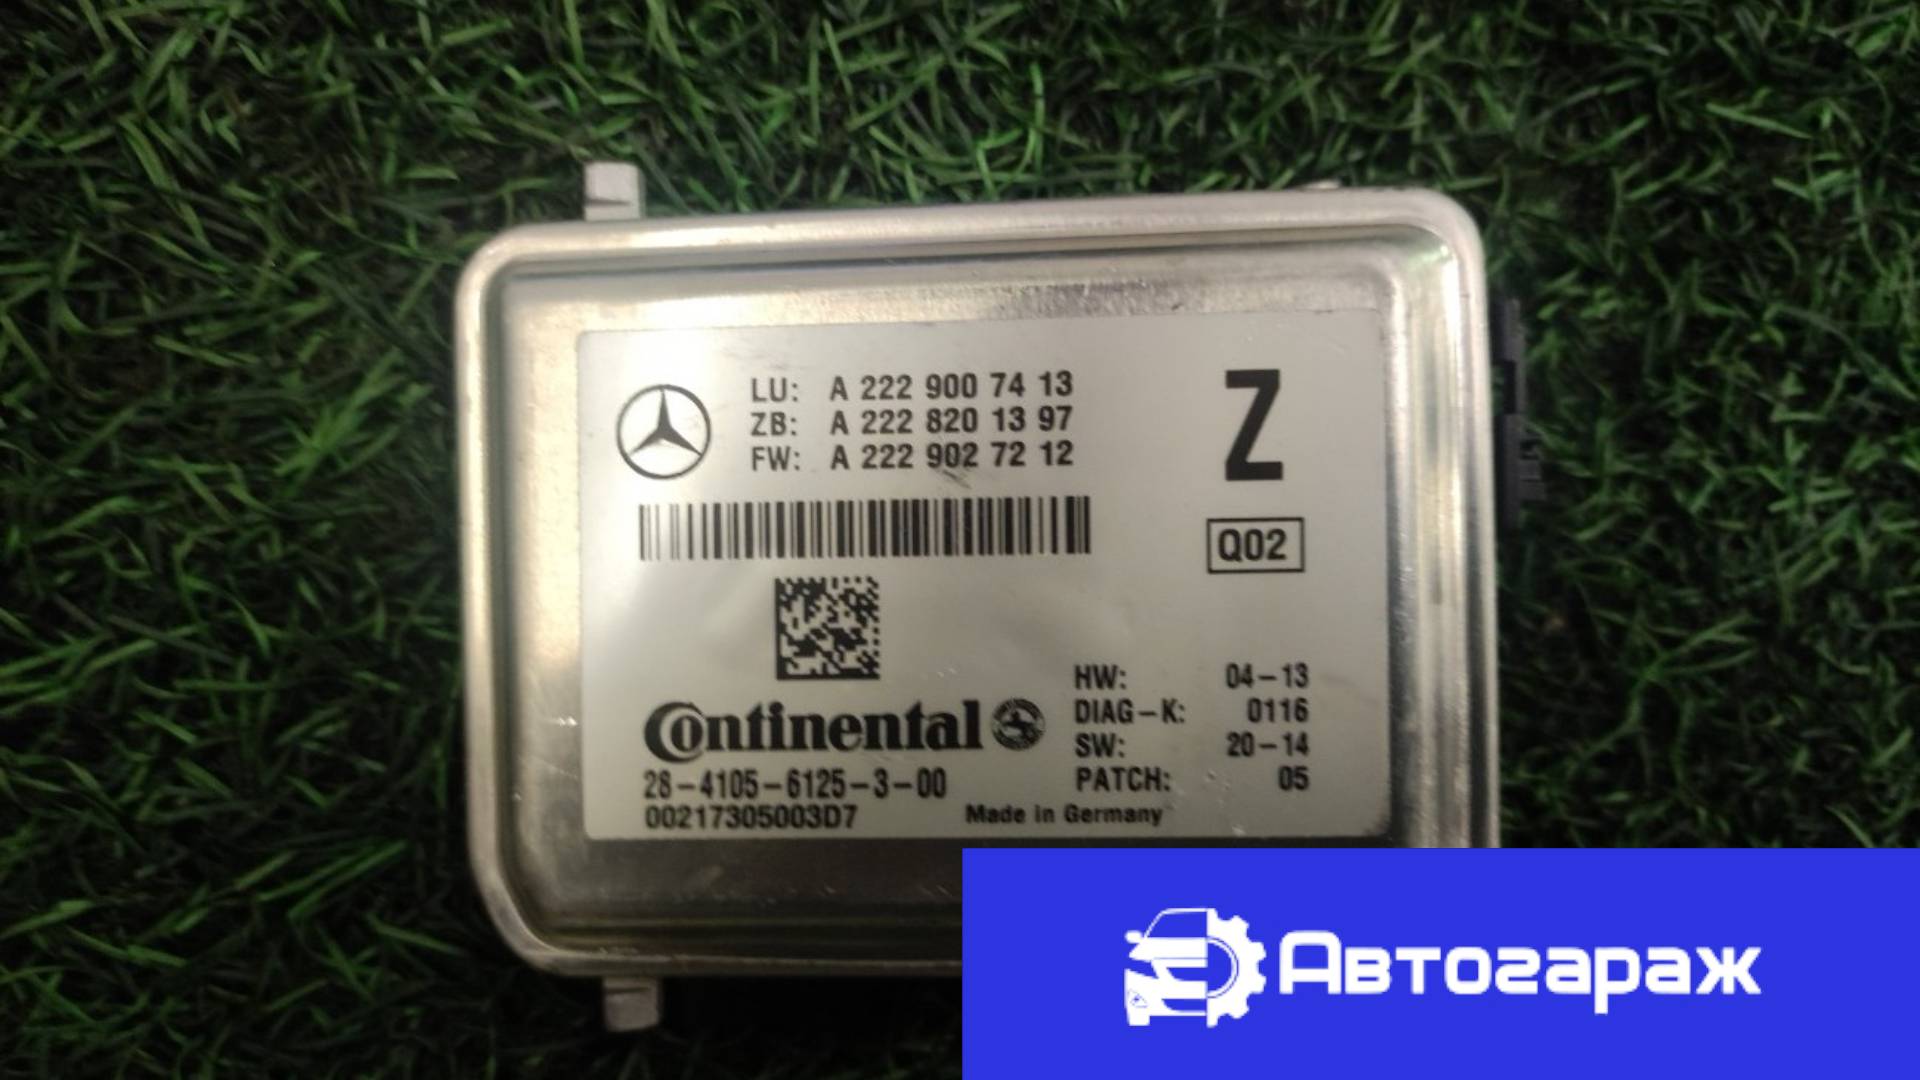 LU: A 222 900 74 13
ZB: A 222 820 13 97
FW: A 222 902 72 12
Z
Q02
HW: 04-13
DIAG-K: 0116
SW: 20-14
PATCH: 05
Continental
28-4105-6125-3-00
00217305003D7
Made in Germany
Автогараж